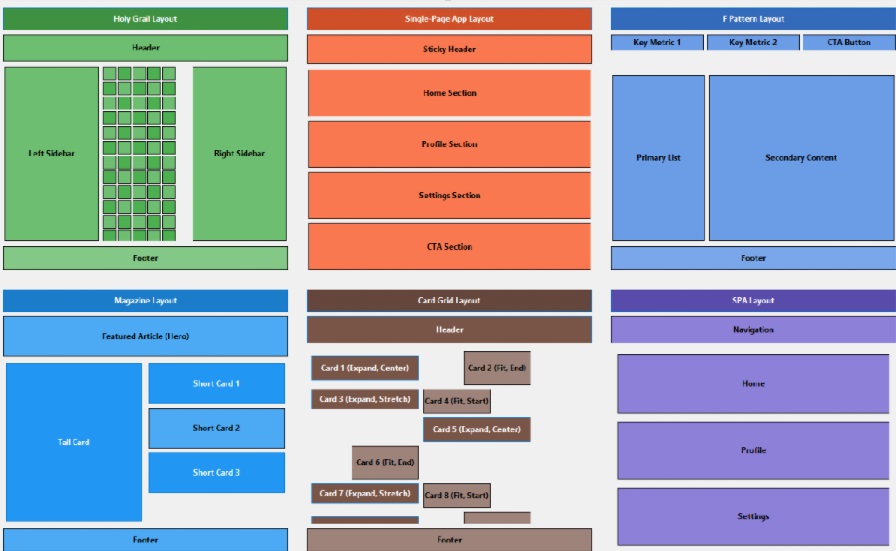 Holy Grail Layout
Header
Left Sidebar
Right Sidebar
Footer
Single-Page App Layout
Sticky Header
Home Section
Profile Section
Settings Section
CTA Section
F Pattern Layout
Key Metric 1
Key Metric 2
CTA Button
Primary List
Secondary Content
Footer
Magazine Layout
Featured Article (Hero)
Tall Card
Short Card 1
Short Card 2
Short Card 3
Footer
Card Grid Layout
Header
Card 1 (Expand, Center)
Card 2 (Fit, End)
Card 3 (Expand, Stretch)
Card 4 (Fit, Start)
Card 5 (Expand, Center)
Card 6 (Fit, End)
Card 7 (Expand, Stretch)
Card 8 (Fit, Start)
Footer
SPA Layout
Navigation
Home
Profile
Settings